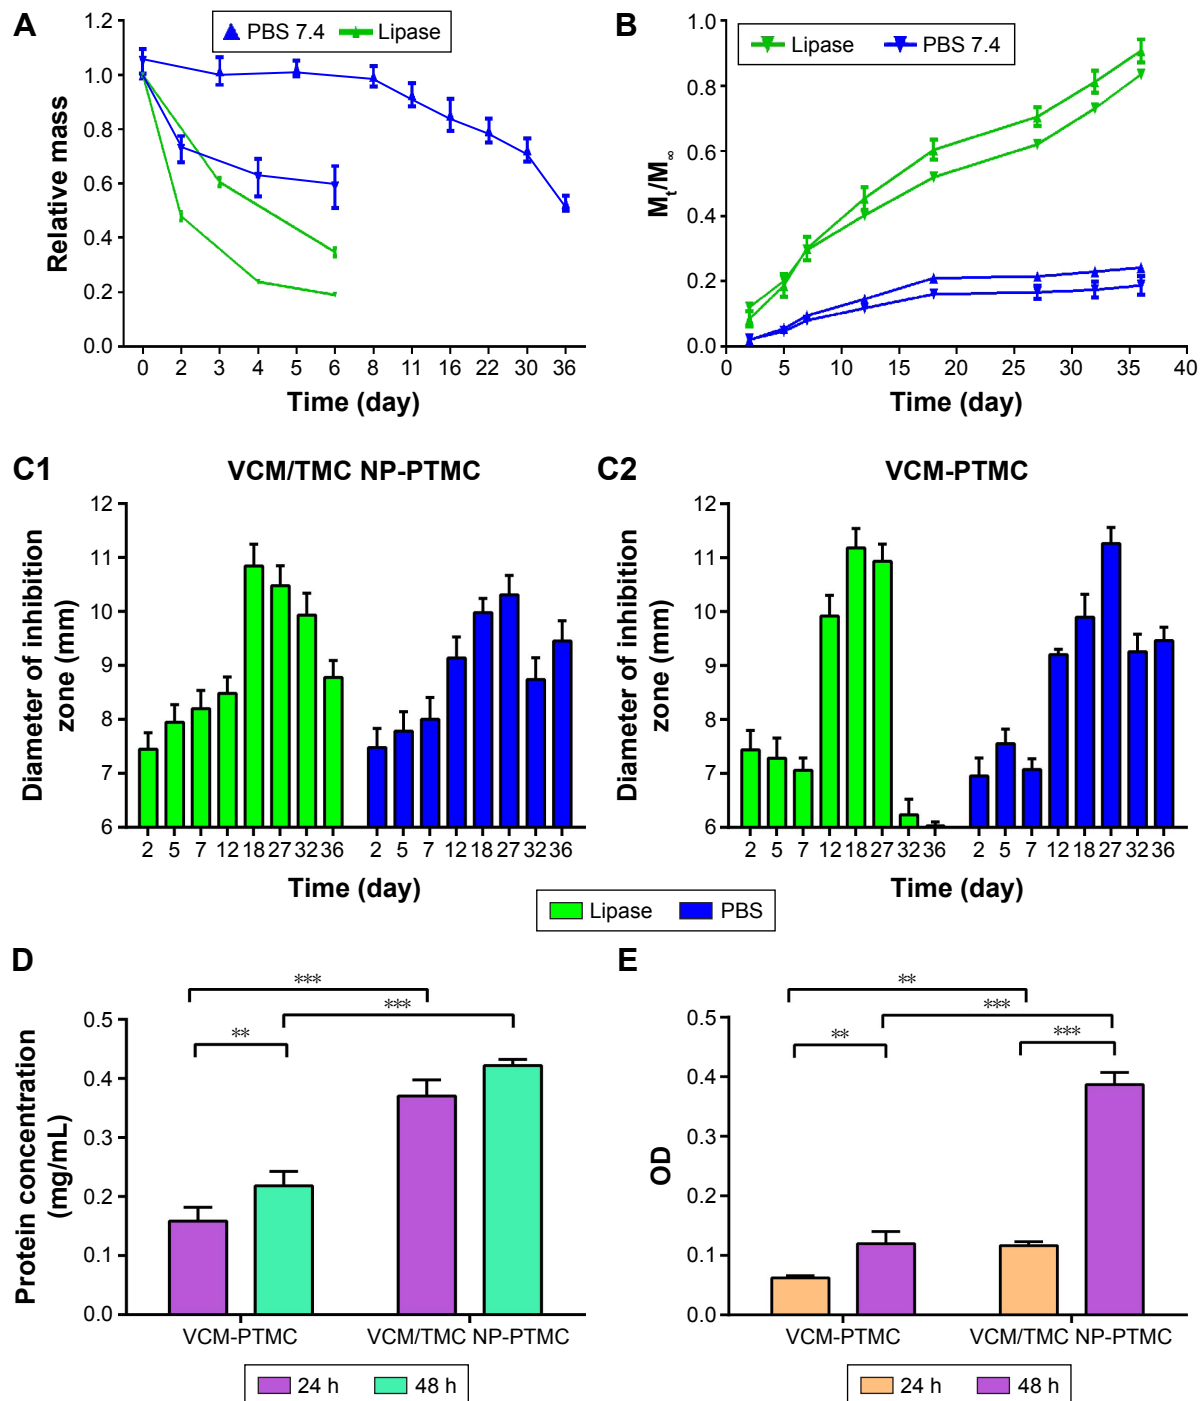 A
PBS 7.4 Lipase
1.2
1.0
0.8
0.6
0.4
0.2
0.0
Relative mass
0 2 3 4 5 6 8 11 16 22 30 36
Time (day)
B
Lipase PBS 7.4
1.0
0.8
0.6
0.4
0.2
0.0
Mt/M∞
0 5 10 15 20 25 30 35 40
Time (day)
C1
VCM/TMC NP-PTMC
12
11
10
9
8
7
6
Diameter of inhibition
zone (mm)
2 5 7 12 18 27 32 36 2 5 7 12 18 27 32 36
Time (day)
C2
VCM-PTMC
12
11
10
9
8
7
6
Diameter of inhibition
zone (mm)
2 5 7 12 18 27 32 36 2 5 7 12 18 27 32 36
Time (day)
Lipase PBS
D
***
***
**
0.5
0.4
0.3
0.2
0.1
0.0
Protein concentration
(mg/mL)
VCM-PTMC VCM/TMC NP-PTMC
24 h 48 h
E
**
***
** ***
0.5
0.4
0.3
0.2
0.1
0.0
OD
VCM-PTMC VCM/TMC NP-PTMC
24 h 48 h